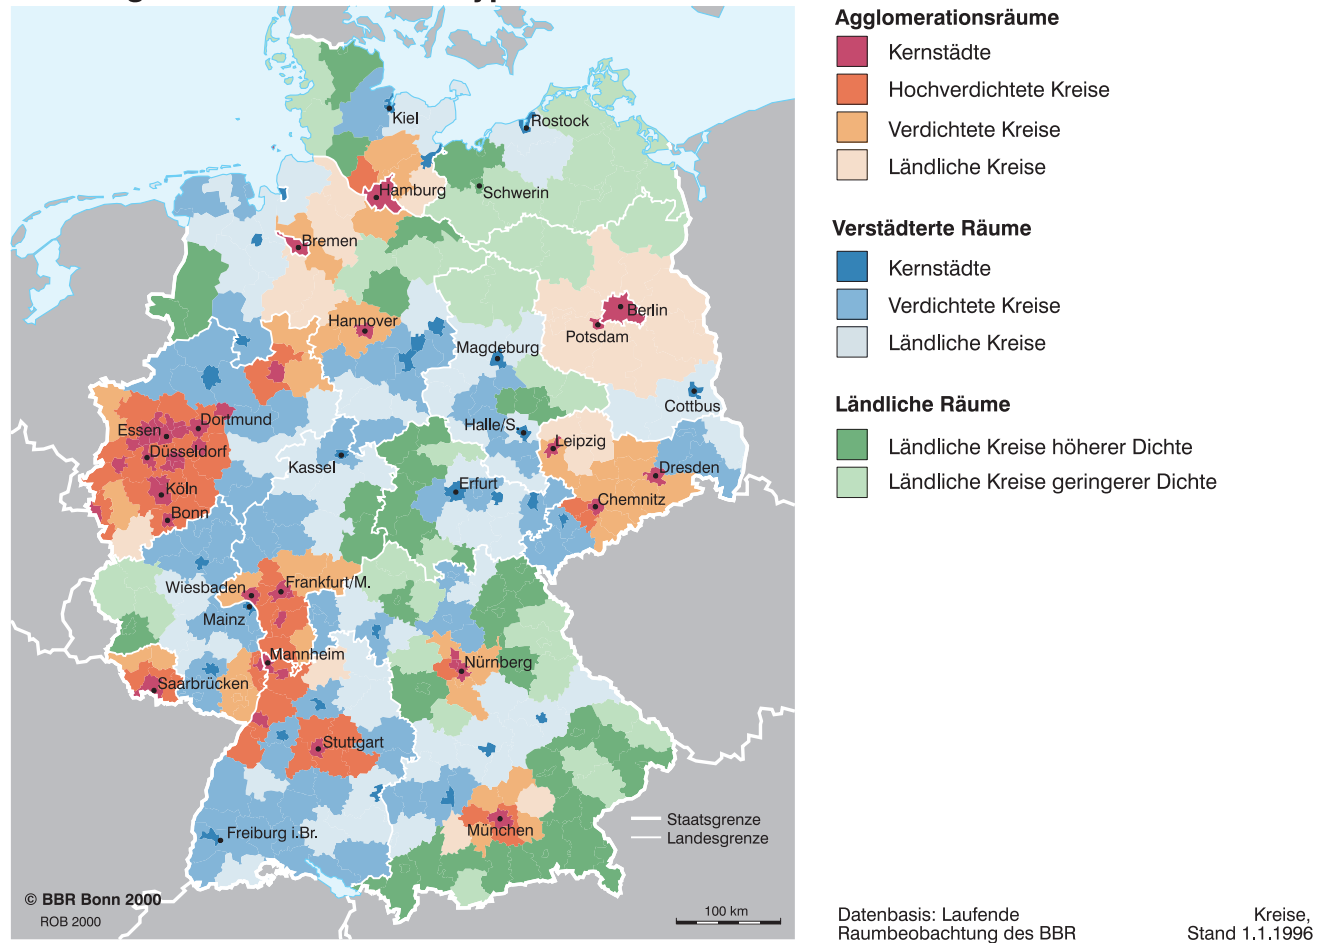 Agglomerationsräume
Kernstädte
Hochverdichtete Kreise
Verdichtete Kreise
Ländliche Kreise
Verstädterte Räume
Kernstädte
Verdichtete Kreise
Ländliche Kreise
Ländliche Räume
Ländliche Kreise höherer Dichte
Ländliche Kreise geringerer Dichte
Kiel
Rostock
Hamburg
Schwerin
Bremen
Berlin
Hannover
Potsdam
Magdeburg
Cottbus
Dortmund
Essen
Halle/S.
Leipzig
Düsseldorf
Kassel
Dresden
Köln
Erfurt
Chemnitz
Bonn
Wiesbaden
Frankfurt/M.
Mainz
Mannheim
Nürnberg
Saarbrücken
Stuttgart
Freiburg i.Br.
München
Staatsgrenze
Landesgrenze
© BBR Bonn 2000
ROB 2000
100 km
Datenbasis: Laufende
Raumbeobachtung des BBR
Kreise,
Stand 1.1.1996